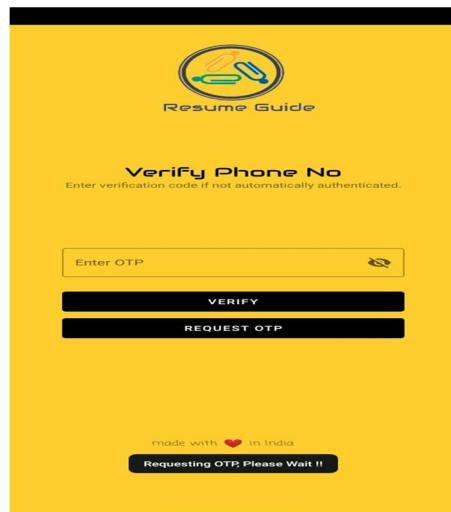 Resume Guide
Verify Phone No
Enter verification code if not automatically authenticated.
Enter OTP
VERIFY
REQUEST OTP
made with ❤ in India
Requesting OTP, Please Wait !!